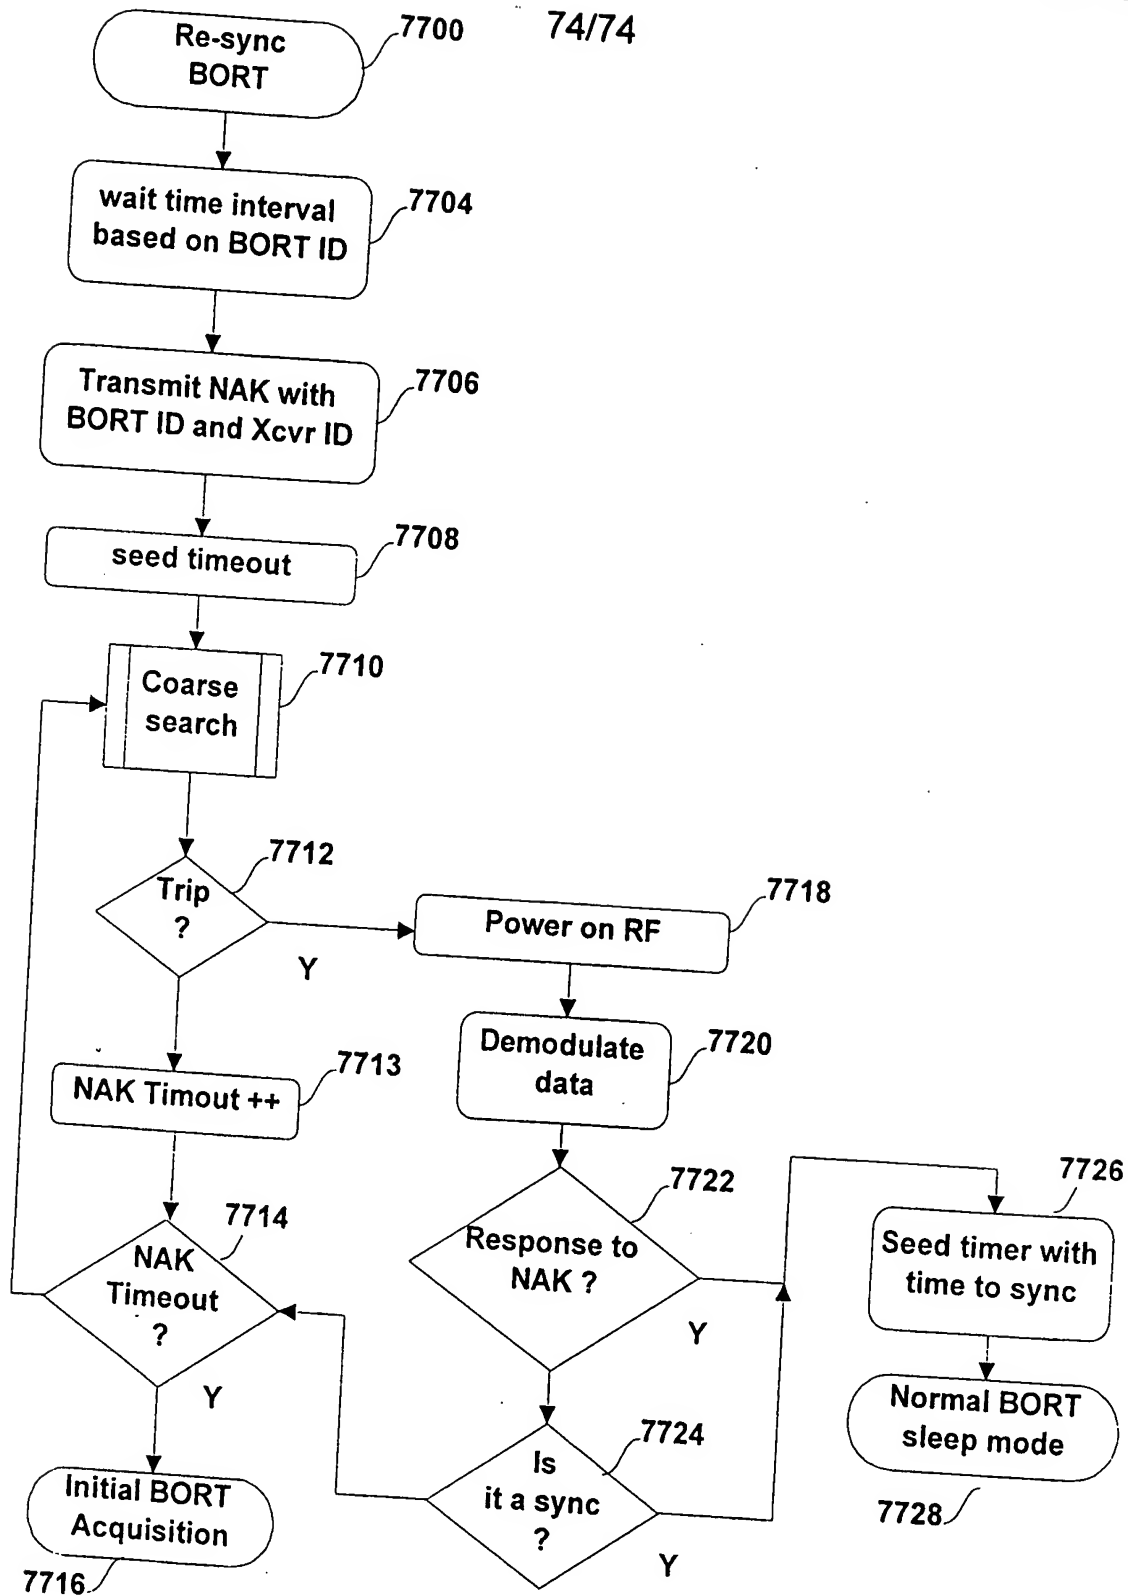 74/74
Re-sync
BORT
7700
wait time interval
based on BORT ID
7704
Transmit NAK with
BORT ID and Xcvr ID
7706
seed timeout
7708
Coarse
search
7710
Trip
?
7712
Y
Power on RF
7718
NAK Timout ++
7713
Demodulate
data
7720
NAK
Timeout
?
7714
Y
Response to
NAK ?
7722
Y
Seed timer with
time to sync
7726
Is
it a sync
?
7724
Y
Normal BORT
sleep mode
7728
Initial BORT
Acquisition
7716